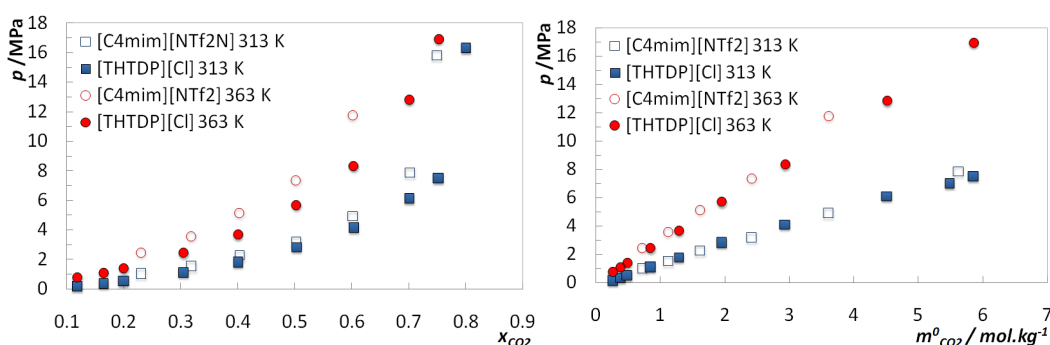 p /MPa
18
16
14
12
10
8
6
4
2
0
[C4mim][NTf2N] 313 K
[THTDP][Cl] 313 K
[C4mim][NTf2] 363 K
[THTDP][Cl] 363 K
0.1 0.2 0.3 0.4 0.5 0.6 0.7 0.8 0.9
xCO2
p /MPa
18
16
14
12
10
8
6
4
2
0
[C4mim][NTf2] 313 K
[THTDP][Cl] 313 K
[C4mim][NTf2] 363 K
[THTDP][Cl] 363 K
0 1 2 3 4 5 6 7
m⁰CO2 / mol.kg⁻¹